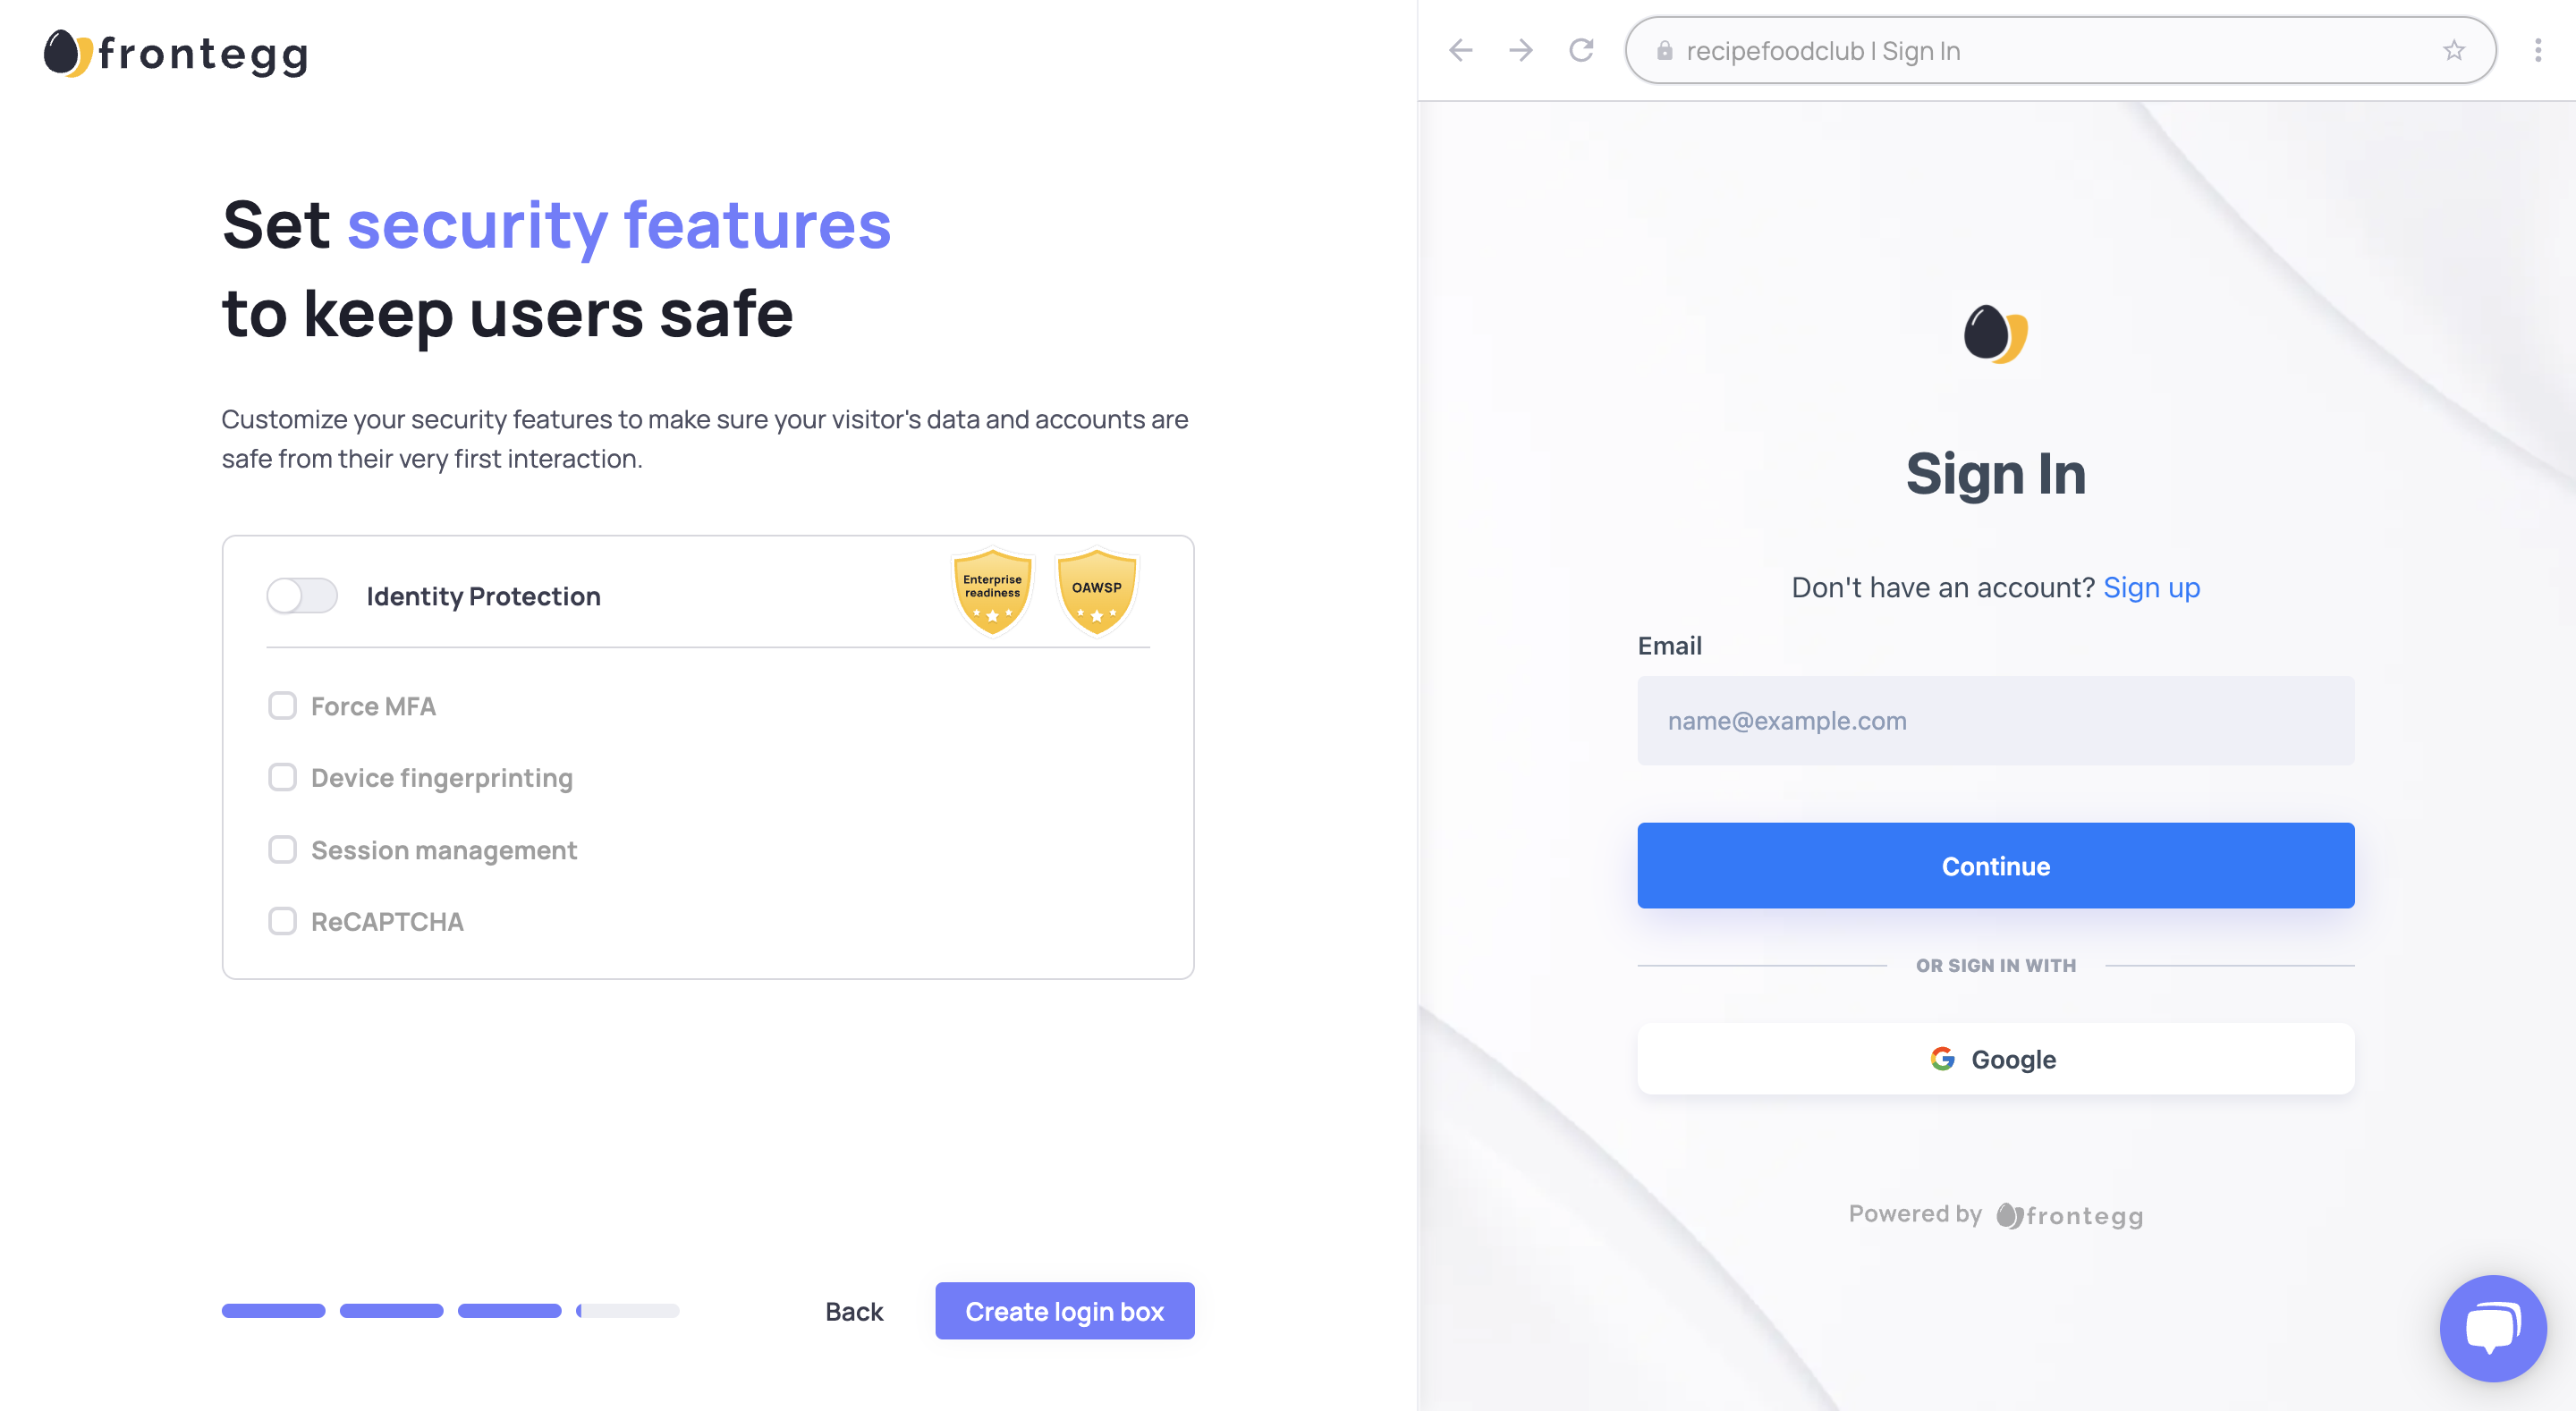 frontegg
Set security features
to keep users safe
Customize your security features to make sure your visitor's data and accounts are
safe from their very first interaction.
Identity Protection
Enterprise
readiness
OAWSP
Force MFA
Device fingerprinting
Session management
ReCAPTCHA
Back
Create login box
recipefoodclub | Sign In
Sign In
Don't have an account? Sign up
Email
name@example.com
Continue
OR SIGN IN WITH
Google
Powered by frontegg